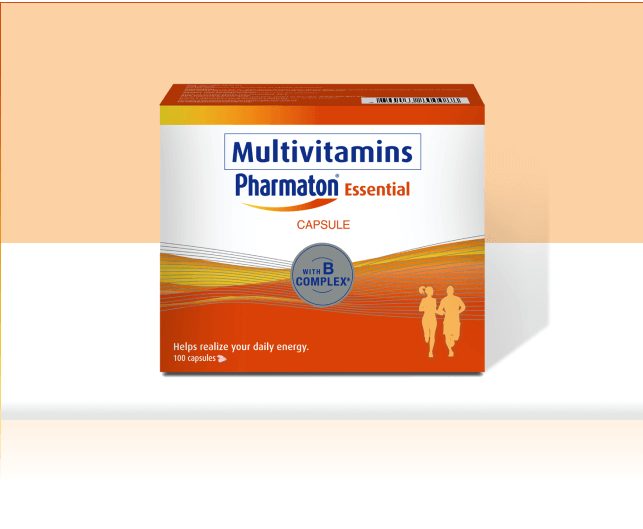 Multivitamins
Pharmaton® Essential
CAPSULE
WITH B
COMPLEX*
Helps realize your daily energy.
100 capsules